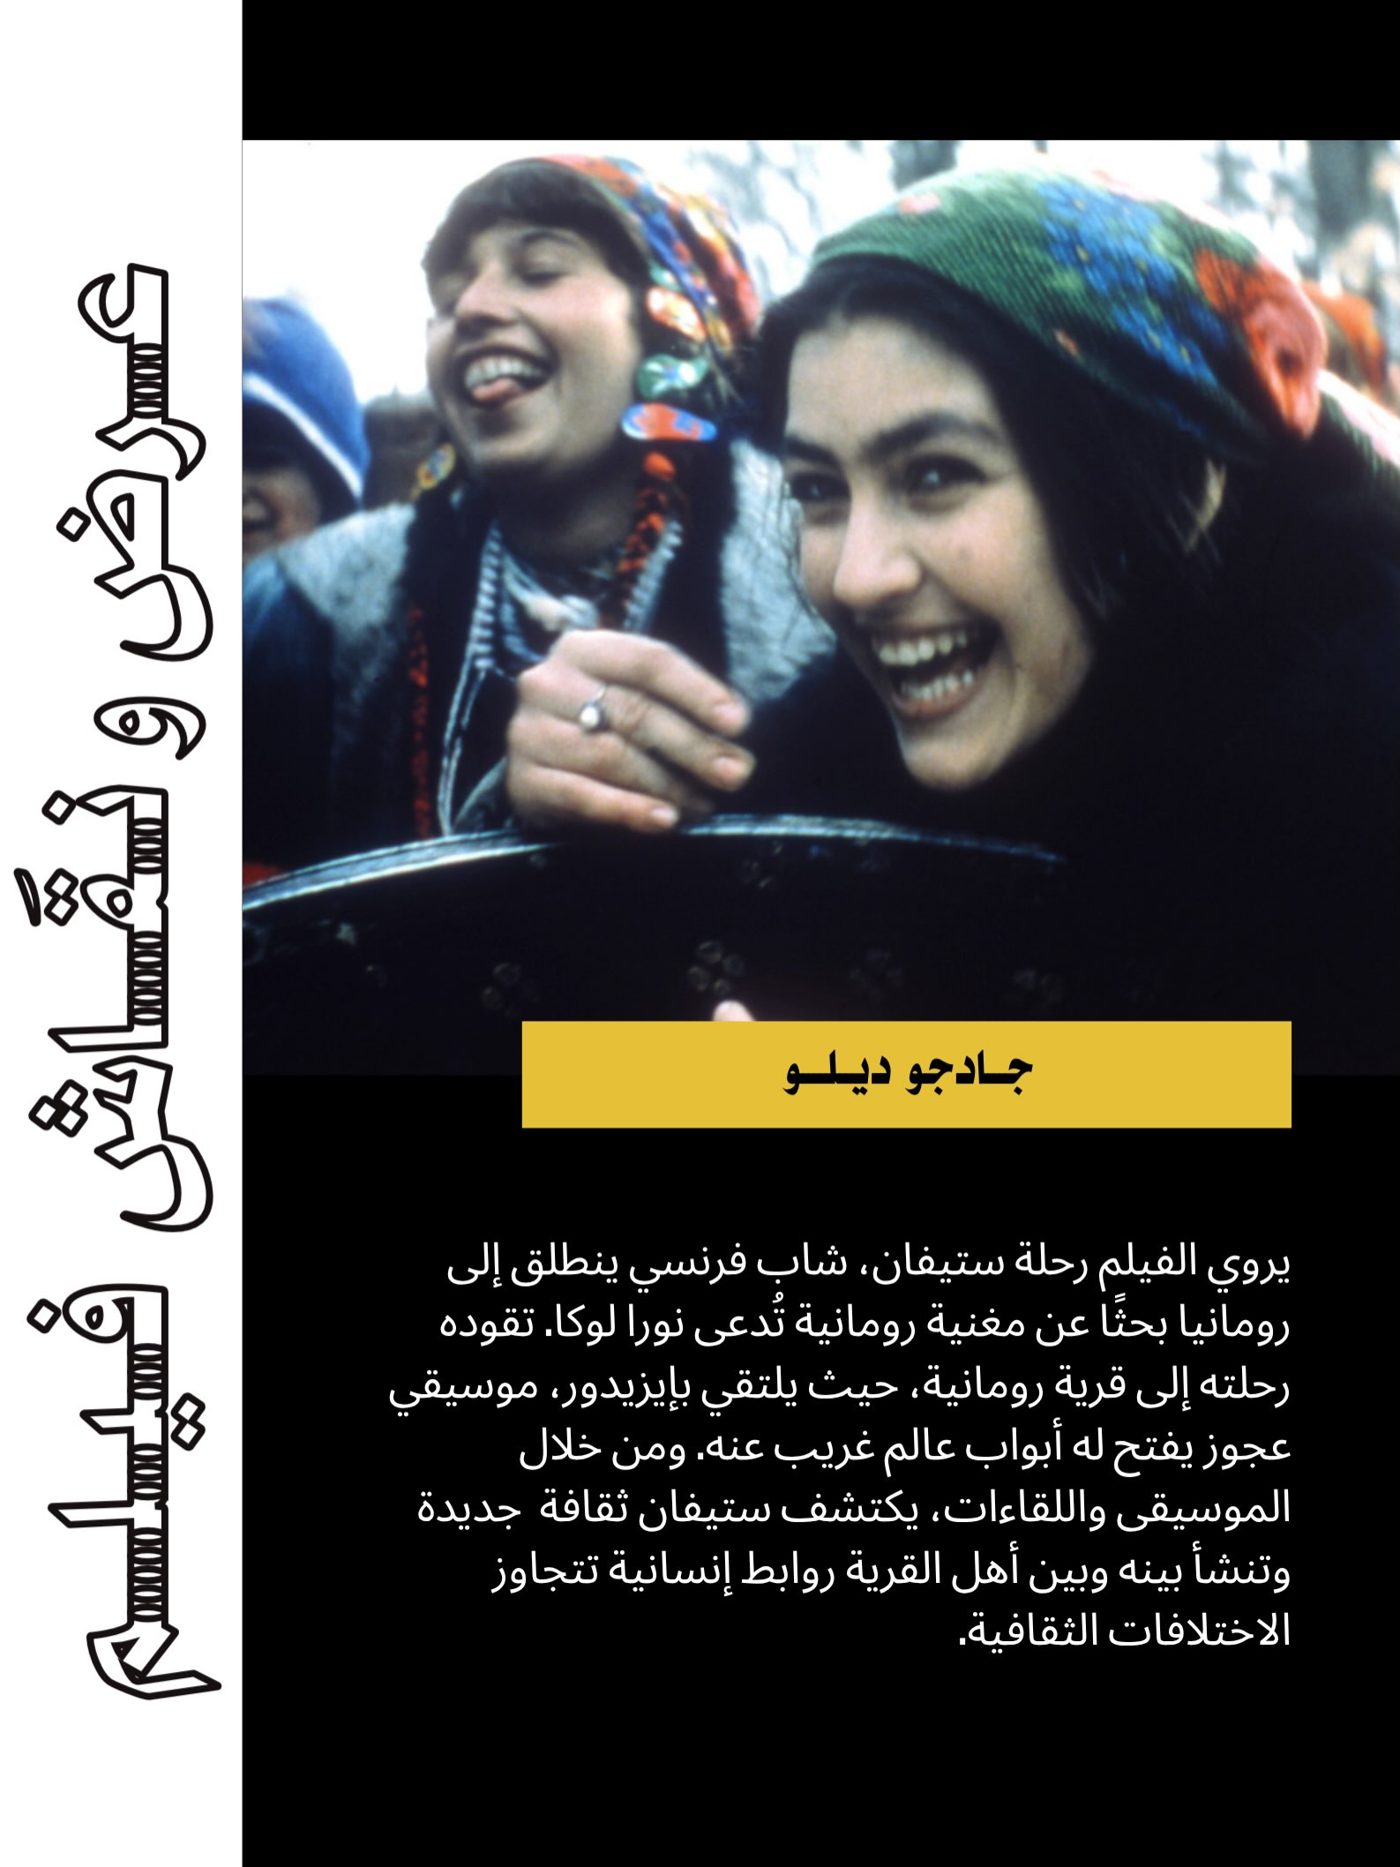 عرض و نقاش فيلم
جادجو ديلو
يروي الفيلم رحلة ستيفان، شاب فرنسي ينطلق إلى
رومانيا بحثًا عن مغنية رومانية تُدعى نورا لوكا. تقوده
رحلته إلى قرية رومانية، حيث يلتقي بإيزيدور، موسيقي
عجوز يفتح له أبواب عالم غريب عنه. ومن خلال
الموسيقى واللقاءات، يكتشف ستيفان ثقافة جديدة
وتنشأ بينه وبين أهل القرية روابط إنسانية تتجاوز
الاختلافات الثقافية.